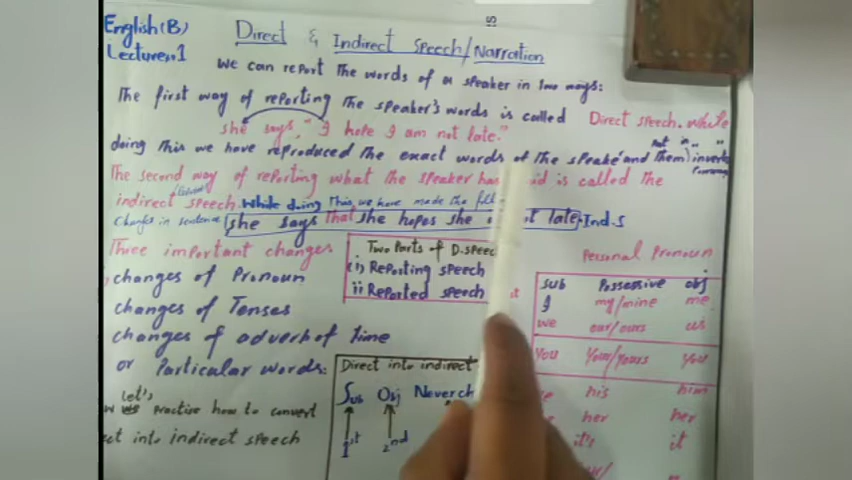 English(B)
Lecture#1
Direct & Indirect Speech/Narration
We can report the words of a speaker in two ways:
The first way of reporting the speaker's words is called Direct speech. while
she says, "I hope I am not late."
doing this we have reproduced the exact words of the speaker and them
The second way of reporting what the speaker has said is called the
indirect speech. While doing This we have made the
Changes in sentence she says That she hopes she not late. Ind.S
Three important changes
changes of Pronoun
changes of Tenses
changes of adverb of time
or Particular words:
let's
practise how to convert
into indirect speech
Two Parts of D.speec
(i) Reporting speech
ii Reported speech
Direct into indirect
Sub Obj Never ch
1st 2nd
Personal Pronoun
Sub Possessive obj
I my/mine me
we our/ours us
you your/yours you
his him
her her
it's it